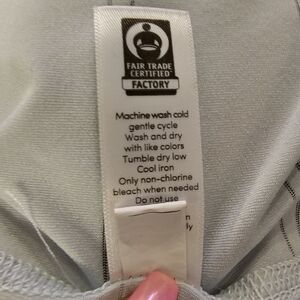 FAIR TRADE
CERTIFIED
FACTORY
Machine wash cold
gentle cycle
Wash and dry
with like colors
Tumble dry low
Cool iron
Only non-chlorine
bleach when needed
Do not use
n
ly